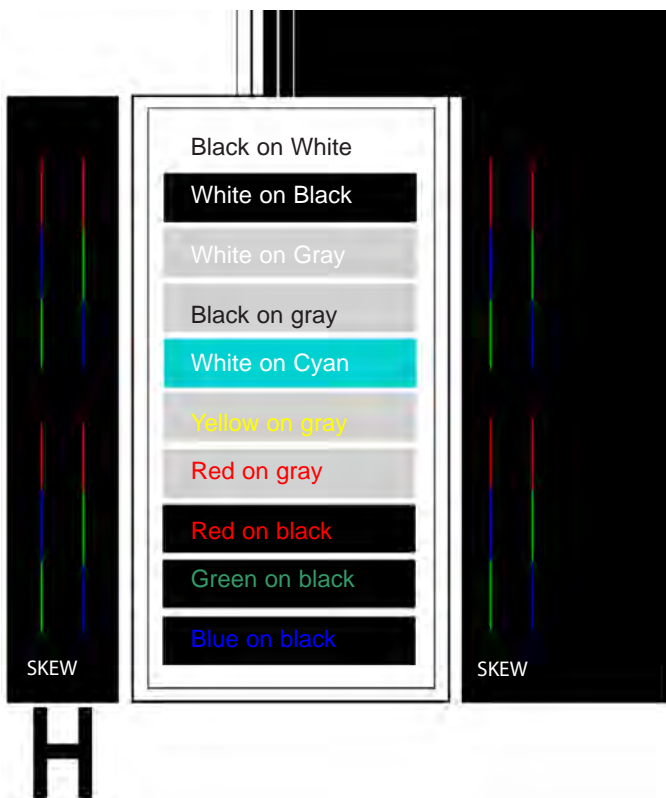 Black on White
White on Black
White on Gray
Black on gray
White on Cyan
Yellow on gray
Red on gray
Red on black
Green on black
Blue on black
SKEW
SKEW
H